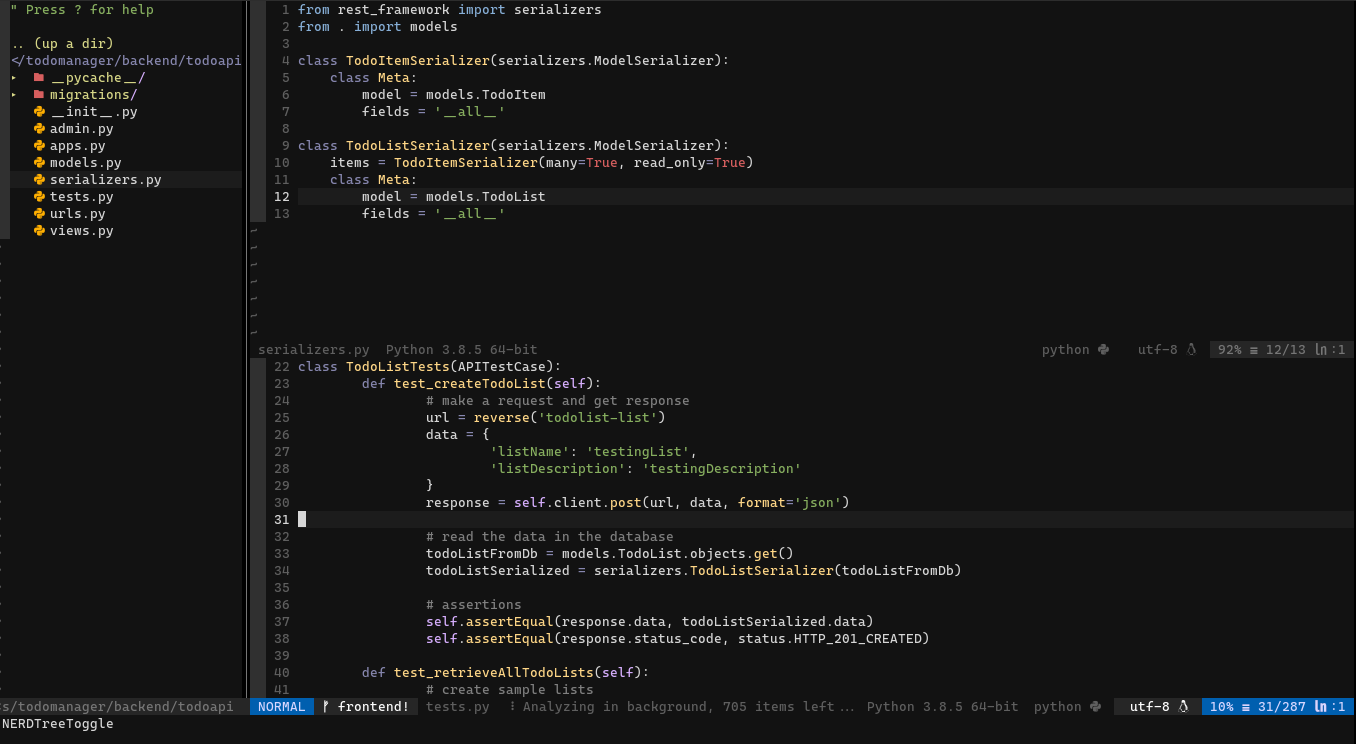 " Press ? for help
.. (up a dir)
</todomanager/backend/todoapi
▸ __pycache__/
▸ migrations/
__init__.py
admin.py
apps.py
models.py
serializers.py
tests.py
urls.py
views.py
1 from rest_framework import serializers
2 from . import models
3
4 class TodoItemSerializer(serializers.ModelSerializer):
5     class Meta:
6         model = models.TodoItem
7         fields = '__all__'
8
9 class TodoListSerializer(serializers.ModelSerializer):
10     items = TodoItemSerializer(many=True, read_only=True)
11     class Meta:
12         model = models.TodoList
13         fields = '__all__'
~
~
~
~
~
~
~
serializers.py  Python 3.8.5 64-bit python utf-8 92% ≡ 12/13 ln :1
22 class TodoListTests(APITestCase):
23         def test_createTodoList(self):
24                 # make a request and get response
25                 url = reverse('todolist-list')
26                 data = {
27                         'listName': 'testingList',
28                         'listDescription': 'testingDescription'
29                 }
30                 response = self.client.post(url, data, format='json')
31
32                 # read the data in the database
33                 todoListFromDb = models.TodoList.objects.get()
34                 todoListSerialized = serializers.TodoListSerializer(todoListFromDb)
35
36                 # assertions
37                 self.assertEqual(response.data, todoListSerialized.data)
38                 self.assertEqual(response.status_code, status.HTTP_201_CREATED)
39
40         def test_retrieveAllTodoLists(self):
41                 # create sample lists
<s/todomanager/backend/todoapi NORMAL frontend! tests.py Analyzing in background, 705 items left... Python 3.8.5 64-bit python utf-8 10% ≡ 31/287 ln :1
NERDTreeToggle